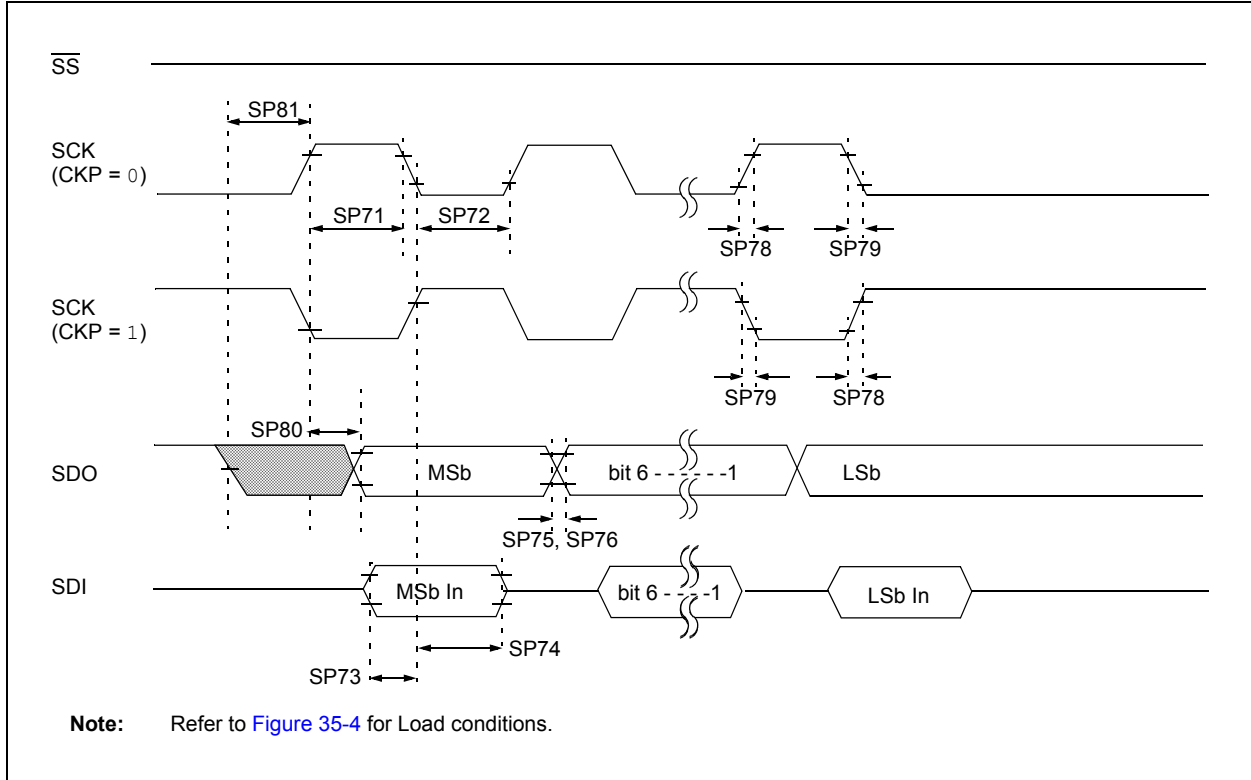 SS
SP81
SCK
(CKP = 0)
SP71
SP72
SP78
SP79
SCK
(CKP = 1)
SP79
SP78
SP80
SDO
MSb
bit 6 - - - - - -1
LSb
SP75, SP76
SDI
MSb In
bit 6 - - - -1
LSb In
SP74
SP73
Note: Refer to Figure 35-4 for Load conditions.